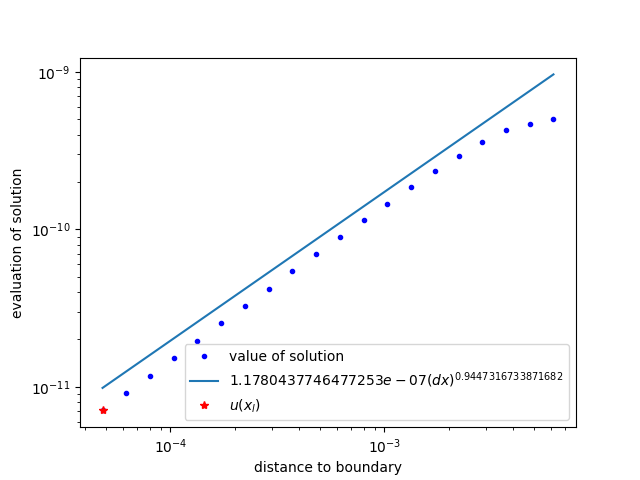 10⁻⁹
10⁻¹⁰
10⁻¹¹
evaluation of solution
value of solution
1.1780437746477253e − 07(dx)^0.9447316733871682
u(x_l)
10⁻⁴
10⁻³
distance to boundary